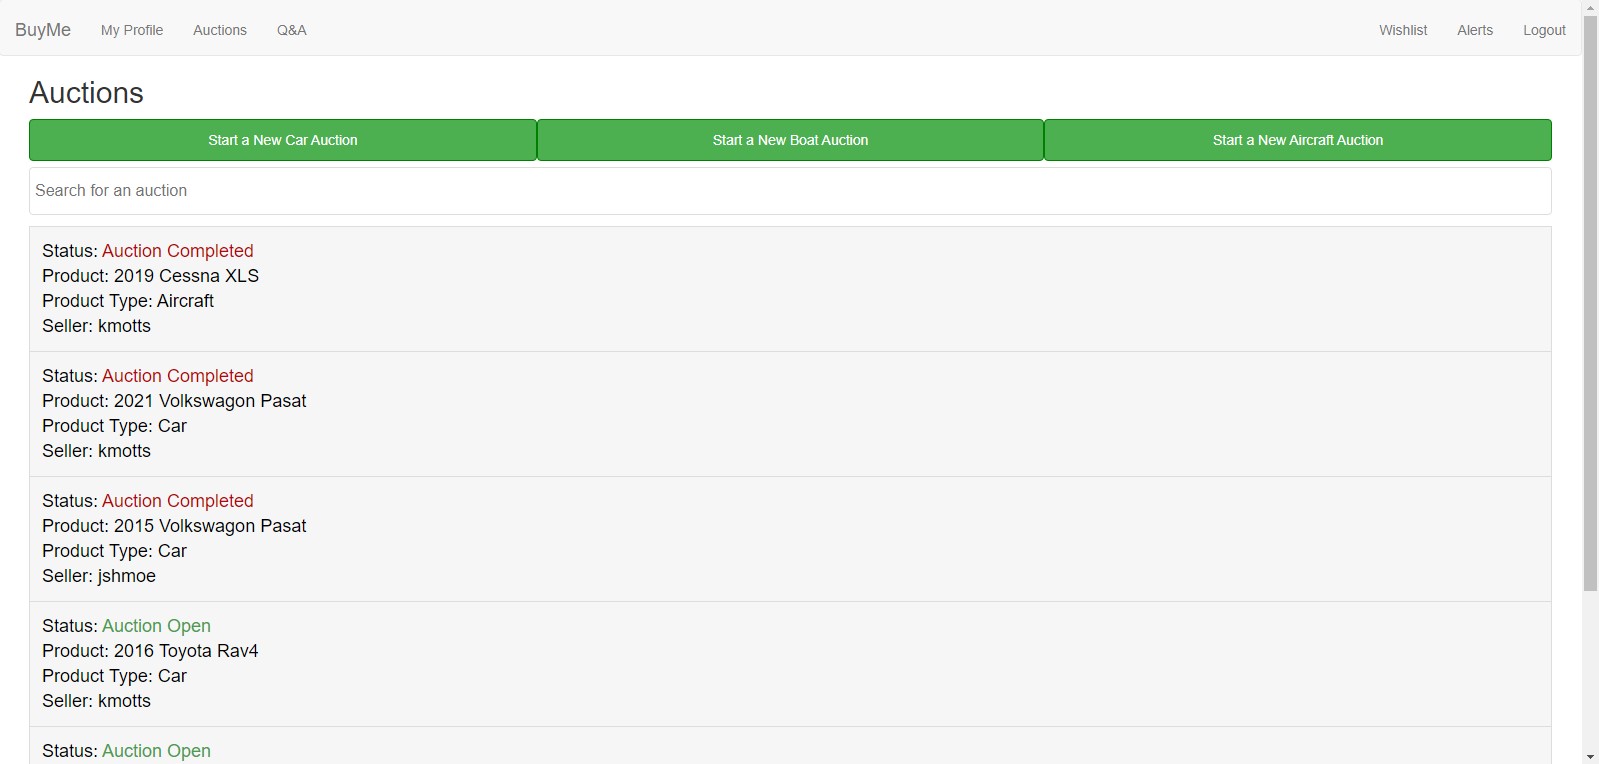 BuyMe My Profile Auctions Q&A Wishlist Alerts Logout
Auctions
Start a New Car Auction Start a New Boat Auction Start a New Aircraft Auction
Search for an auction
Status: Auction Completed
Product: 2019 Cessna XLS
Product Type: Aircraft
Seller: kmotts
Status: Auction Completed
Product: 2021 Volkswagon Pasat
Product Type: Car
Seller: kmotts
Status: Auction Completed
Product: 2015 Volkswagon Pasat
Product Type: Car
Seller: jshmoe
Status: Auction Open
Product: 2016 Toyota Rav4
Product Type: Car
Seller: kmotts
Status: Auction Open